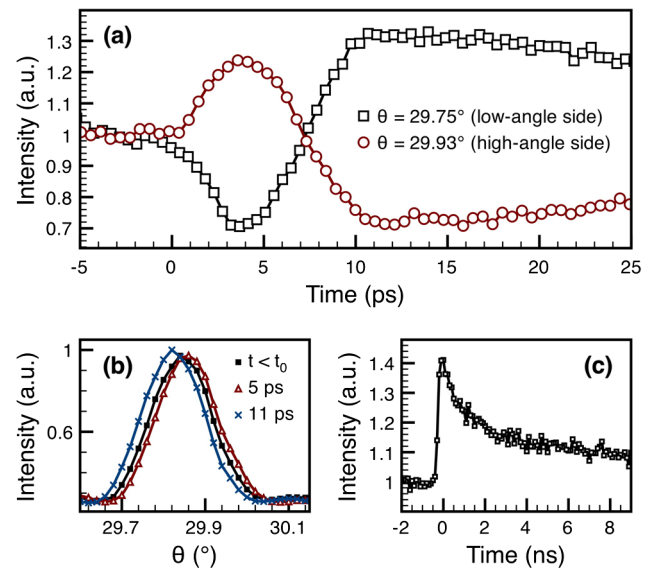 (a)
Intensity (a.u.)
1.3
1.2
1.1
1
0.9
0.8
0.7
θ = 29.75° (low-angle side)
θ = 29.93° (high-angle side)
-5 0 5 10 15 20 25
Time (ps)
(b)
Intensity (a.u.)
1
0.6
t < t₀
5 ps
11 ps
29.7 29.9 30.1
θ (°)
(c)
Intensity (a.u.)
1.4
1.3
1.2
1.1
1
-2 0 2 4 6 8
Time (ns)